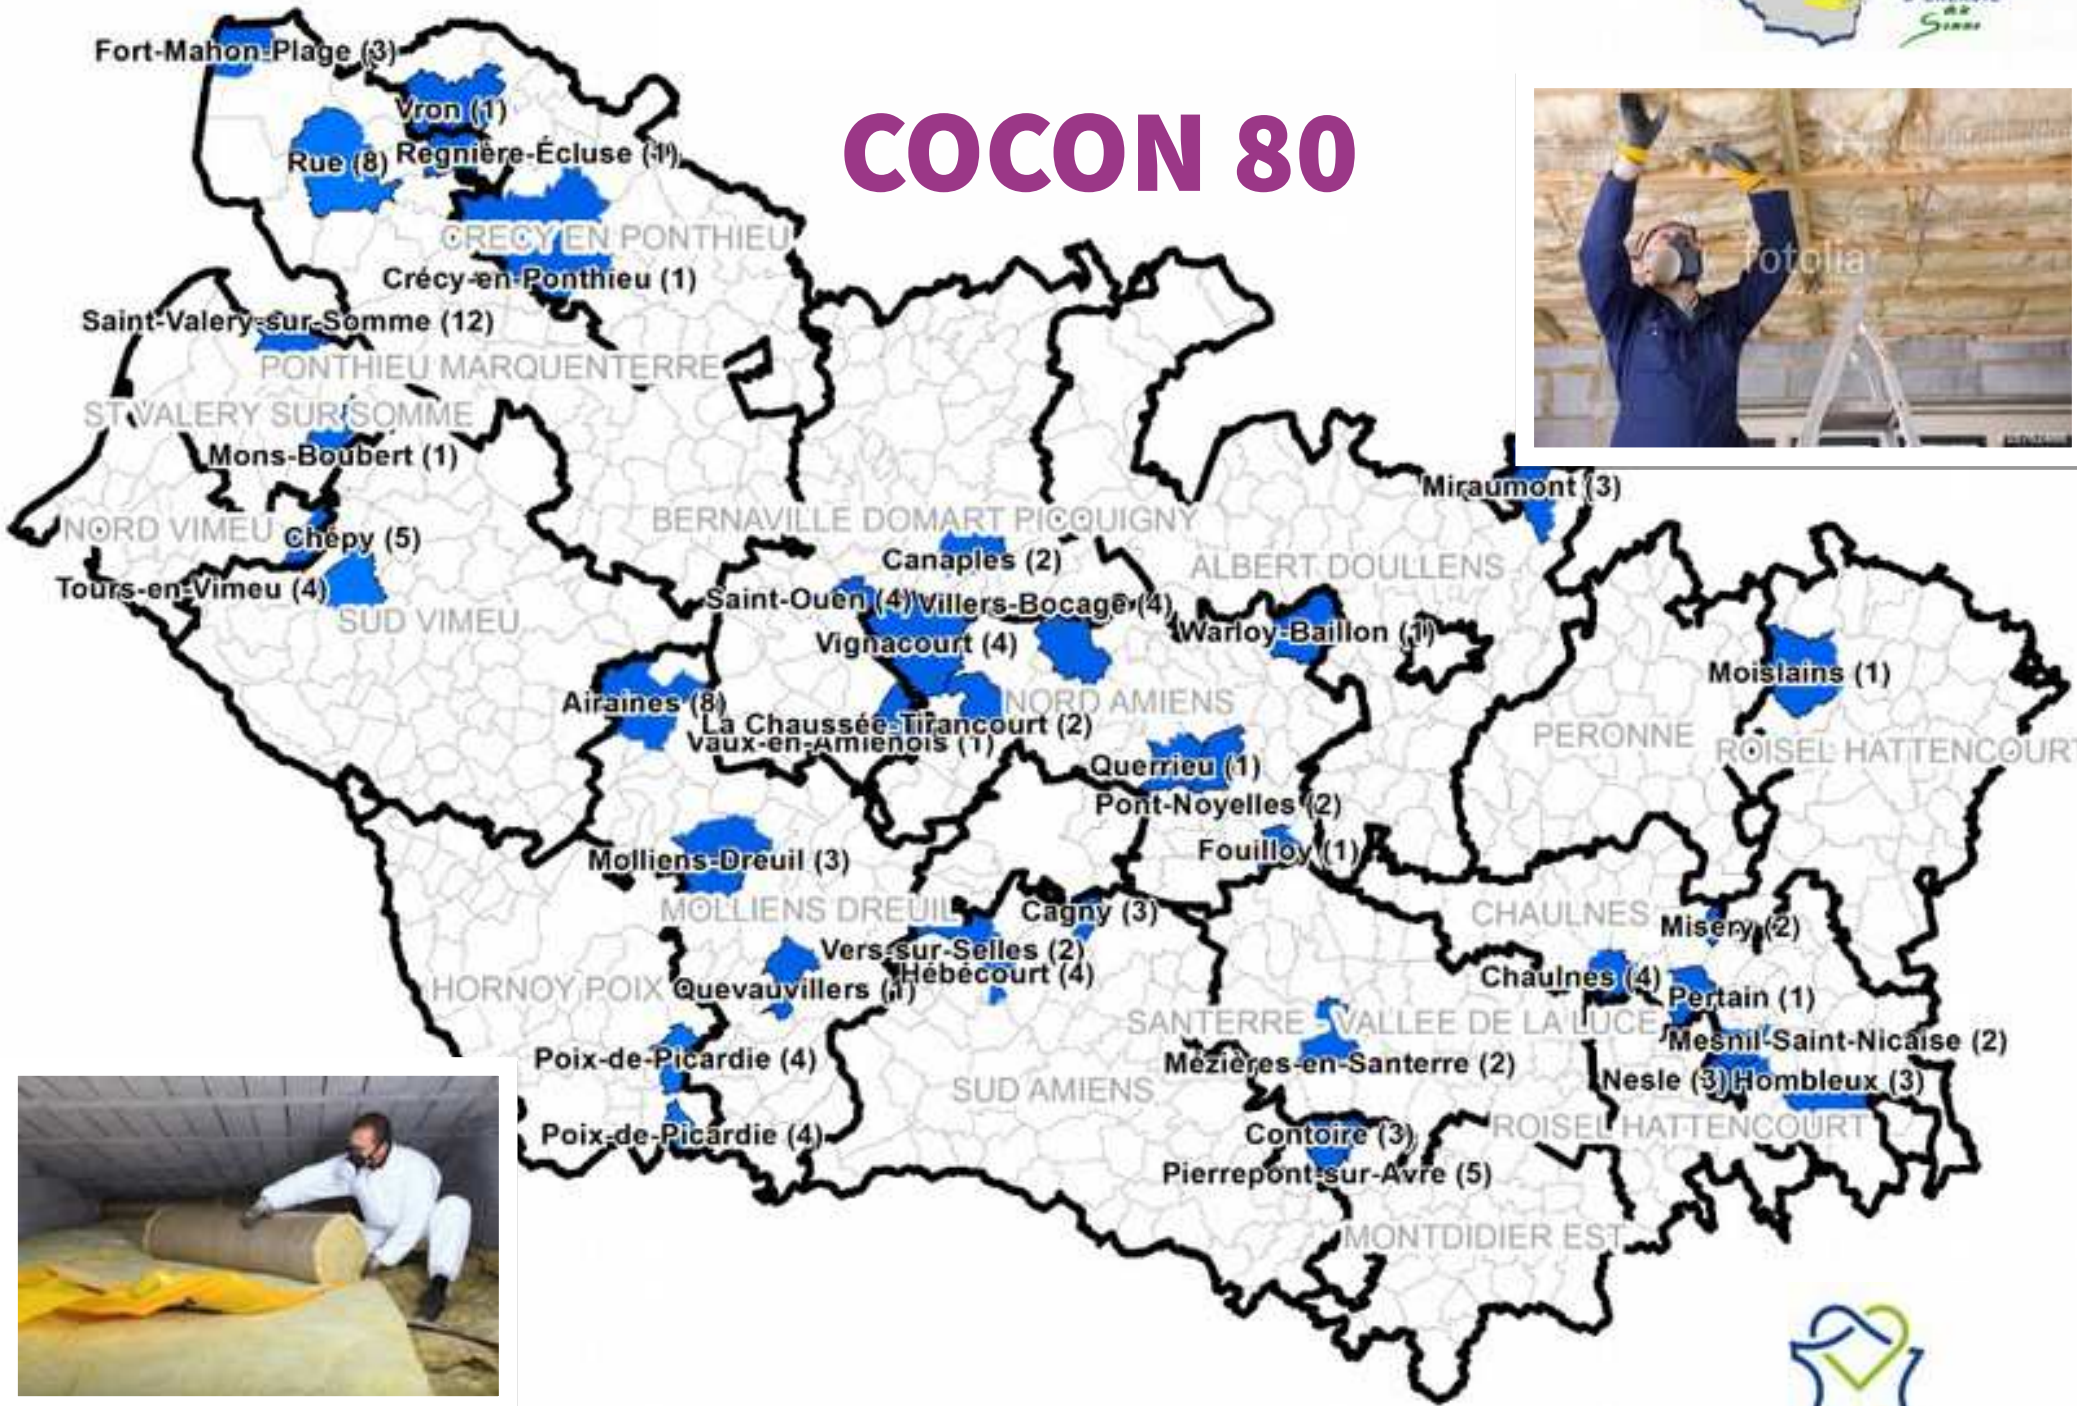 de la
Somme
Fort-Mahon-Plage (3)
COCON 80
Vron (1)
Rue (8)
Regnière-Écluse (1)
CRECY EN PONTHIEU
fotolia
Crécy-en-Ponthieu (1)
Saint-Valery-sur-Somme (12)
PONTHIEU MARQUENTERRE
ST VALERY SUR SOMME
Mons-Boubert (1)
Miraumont (3)
NORD VIMEU
Chépy (5)
BERNAVILLE DOMART PICQUIGNY
Canaples (2)
ALBERT DOULLENS
Tours-en-Vimeu (4)
SUD VIMEU
Saint-Ouen (4)
Villers-Bocage (4)
Vignacourt (4)
Warloy-Baillon (1)
Moislains (1)
Airaines (8)
NORD AMIENS
La Chaussée-Tirancourt (2)
Vaux-en-Amiénois (1)
PERONNE
ROISEL HATTENCOURT
Querrieu (1)
Pont-Noyelles (2)
Fouilloy (1)
Molliens-Dreuil (3)
MOLLIENS DREUIL
Cagny (3)
CHAULNES
Misery (2)
Vers-sur-Selles (2)
Hébécourt (4)
Chaulnes (4)
HORNOY POIX
Quevauvillers (1)
Pertain (1)
SANTERRE - VALLEE DE LA LUCE
Mesnil-Saint-Nicaise (2)
Poix-de-Picardie (4)
Mézières-en-Santerre (2)
Nesle (3)
Hombleux (3)
SUD AMIENS
Poix-de-Picardie (4)
Contoire (3)
ROISEL HATTENCOURT
Pierrepont-sur-Avre (5)
MONTDIDIER EST